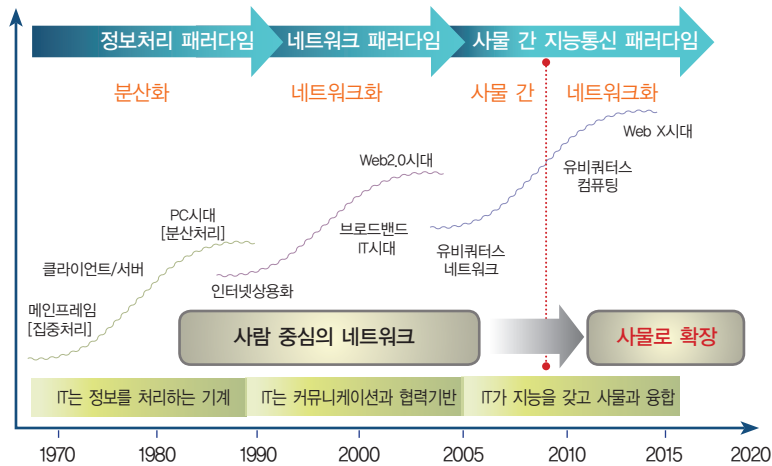 정보처리 패러다임
네트워크 패러다임
사물 간 지능통신 패러다임
분산화
네트워크화
사물 간
네트워크화
Web X시대
Web2.0시대
유비쿼터스
컴퓨팅
PC시대
[분산처리]
브로드밴드
IT시대
유비쿼터스
네트워크
클라이언트/서버
인터넷상용화
메인프레임
[집중처리]
사람 중심의 네트워크
사물로 확장
IT는 정보를 처리하는 기계
IT는 커뮤니케이션과 협력기반
IT가 지능을 갖고 사물과 융합
1970
1980
1990
2000
2005
2010
2015
2020